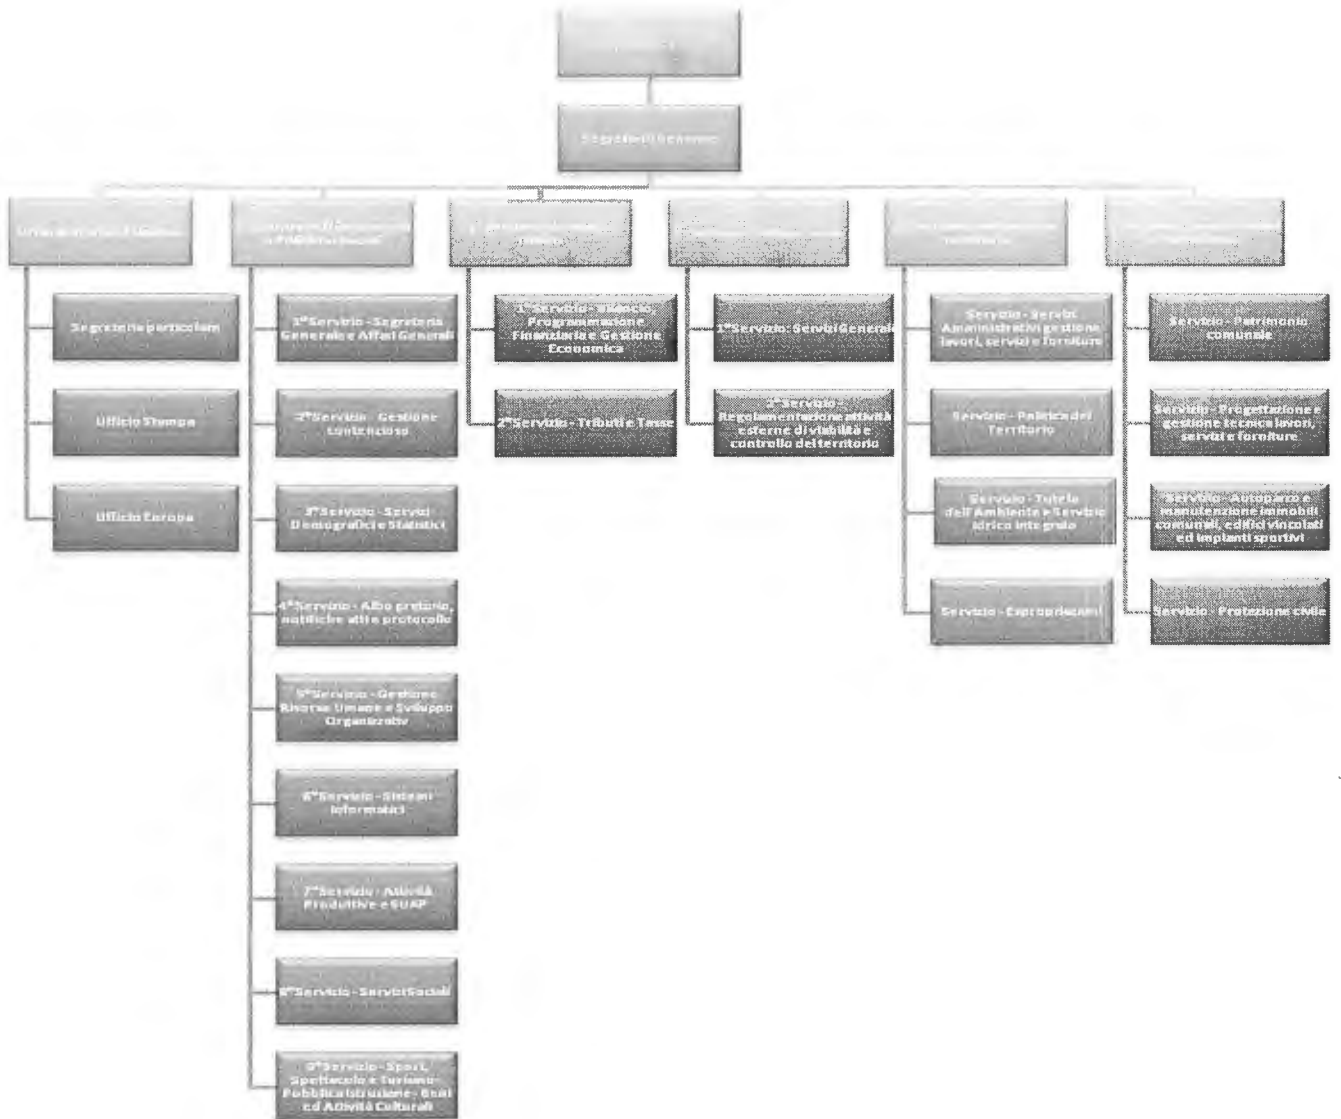 Segretario Generale
Segreteria particolare
Ufficio Stampa
Ufficio Europa
1° Servizio - Segreteria
Generale e Affari Generali
2° Servizio - Gestione
contenzioso
3° Servizio - Servizi
Demografici e Statistici
4° Servizio - Albo pretorio,
notifiche atti e protocollo
5° Servizio - Gestione
Risorse Umane e Sviluppo
Organizzativo
6° Servizio - Sistemi
Informatici
7° Servizio - Attività
Produttive e SUAP
8° Servizio - Servizi Sociali
9° Servizio - Sport,
Spettacolo e Turismo-
Pubblica Istruzione - Beni
ed Attività Culturali
1° Servizio - Bilancio,
Programmazione
Finanziaria e Gestione
Economica
2° Servizio - Tributi e Tasse
1° Servizio: Servizi Generali
2° Servizio -
Regolamentazione attività
esterne di viabilità e
controllo del territorio
Servizio - Servizi
Amministrativi gestione
lavori, servizi e forniture
Servizio - Politica del
Territorio
Servizio - Tutela
dell'Ambiente e Servizio
idrico integrato
Servizio - Espropriazioni
Servizio - Patrimonio
comunale
Servizio - Progettazione e
gestione tecnica lavori,
servizi e forniture
Servizio - Autoparco e
manutenzione immobili
comunali, edifici vincolati
ed impianti sportivi
Servizio - Protezione civile